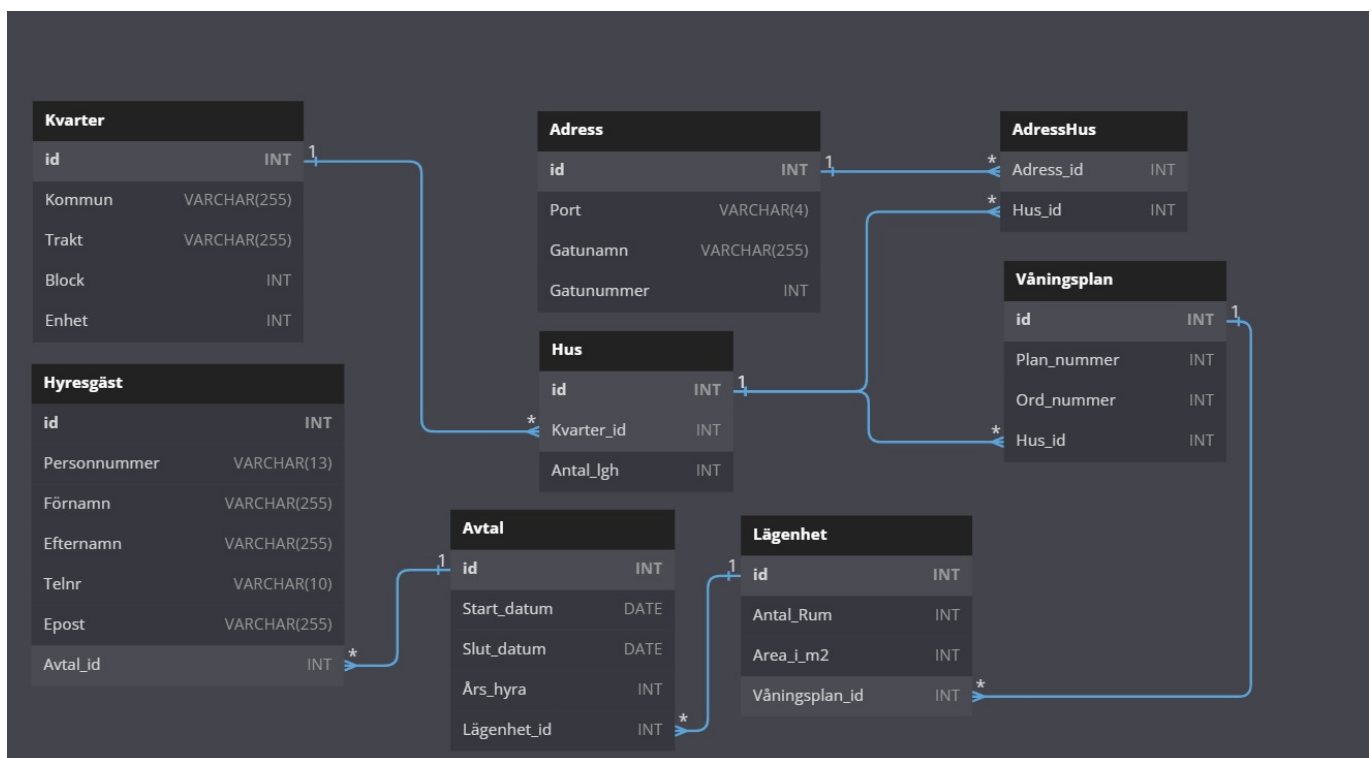 Kvarter
id INT
Kommun VARCHAR(255)
Trakt VARCHAR(255)
Block INT
Enhet INT
1
Adress
id INT
Port VARCHAR(4)
Gatunamn VARCHAR(255)
Gatunummer INT
1
AdressHus
* Adress_id INT
* Hus_id INT
Våningsplan
id INT
Plan_nummer INT
Ord_nummer INT
* Hus_id INT
1
Hus
id INT
* Kvarter_id INT
Antal_lgh INT
1
Hyresgäst
id INT
Personnummer VARCHAR(13)
Förnamn VARCHAR(255)
Efternamn VARCHAR(255)
Telnr VARCHAR(10)
Epost VARCHAR(255)
Avtal_id INT *
Avtal
1 id INT
Start_datum DATE
Slut_datum DATE
Års_hyra INT
Lägenhet_id INT *
Lägenhet
1 id INT
Antal_Rum INT
Area_i_m2 INT
Våningsplan_id INT *